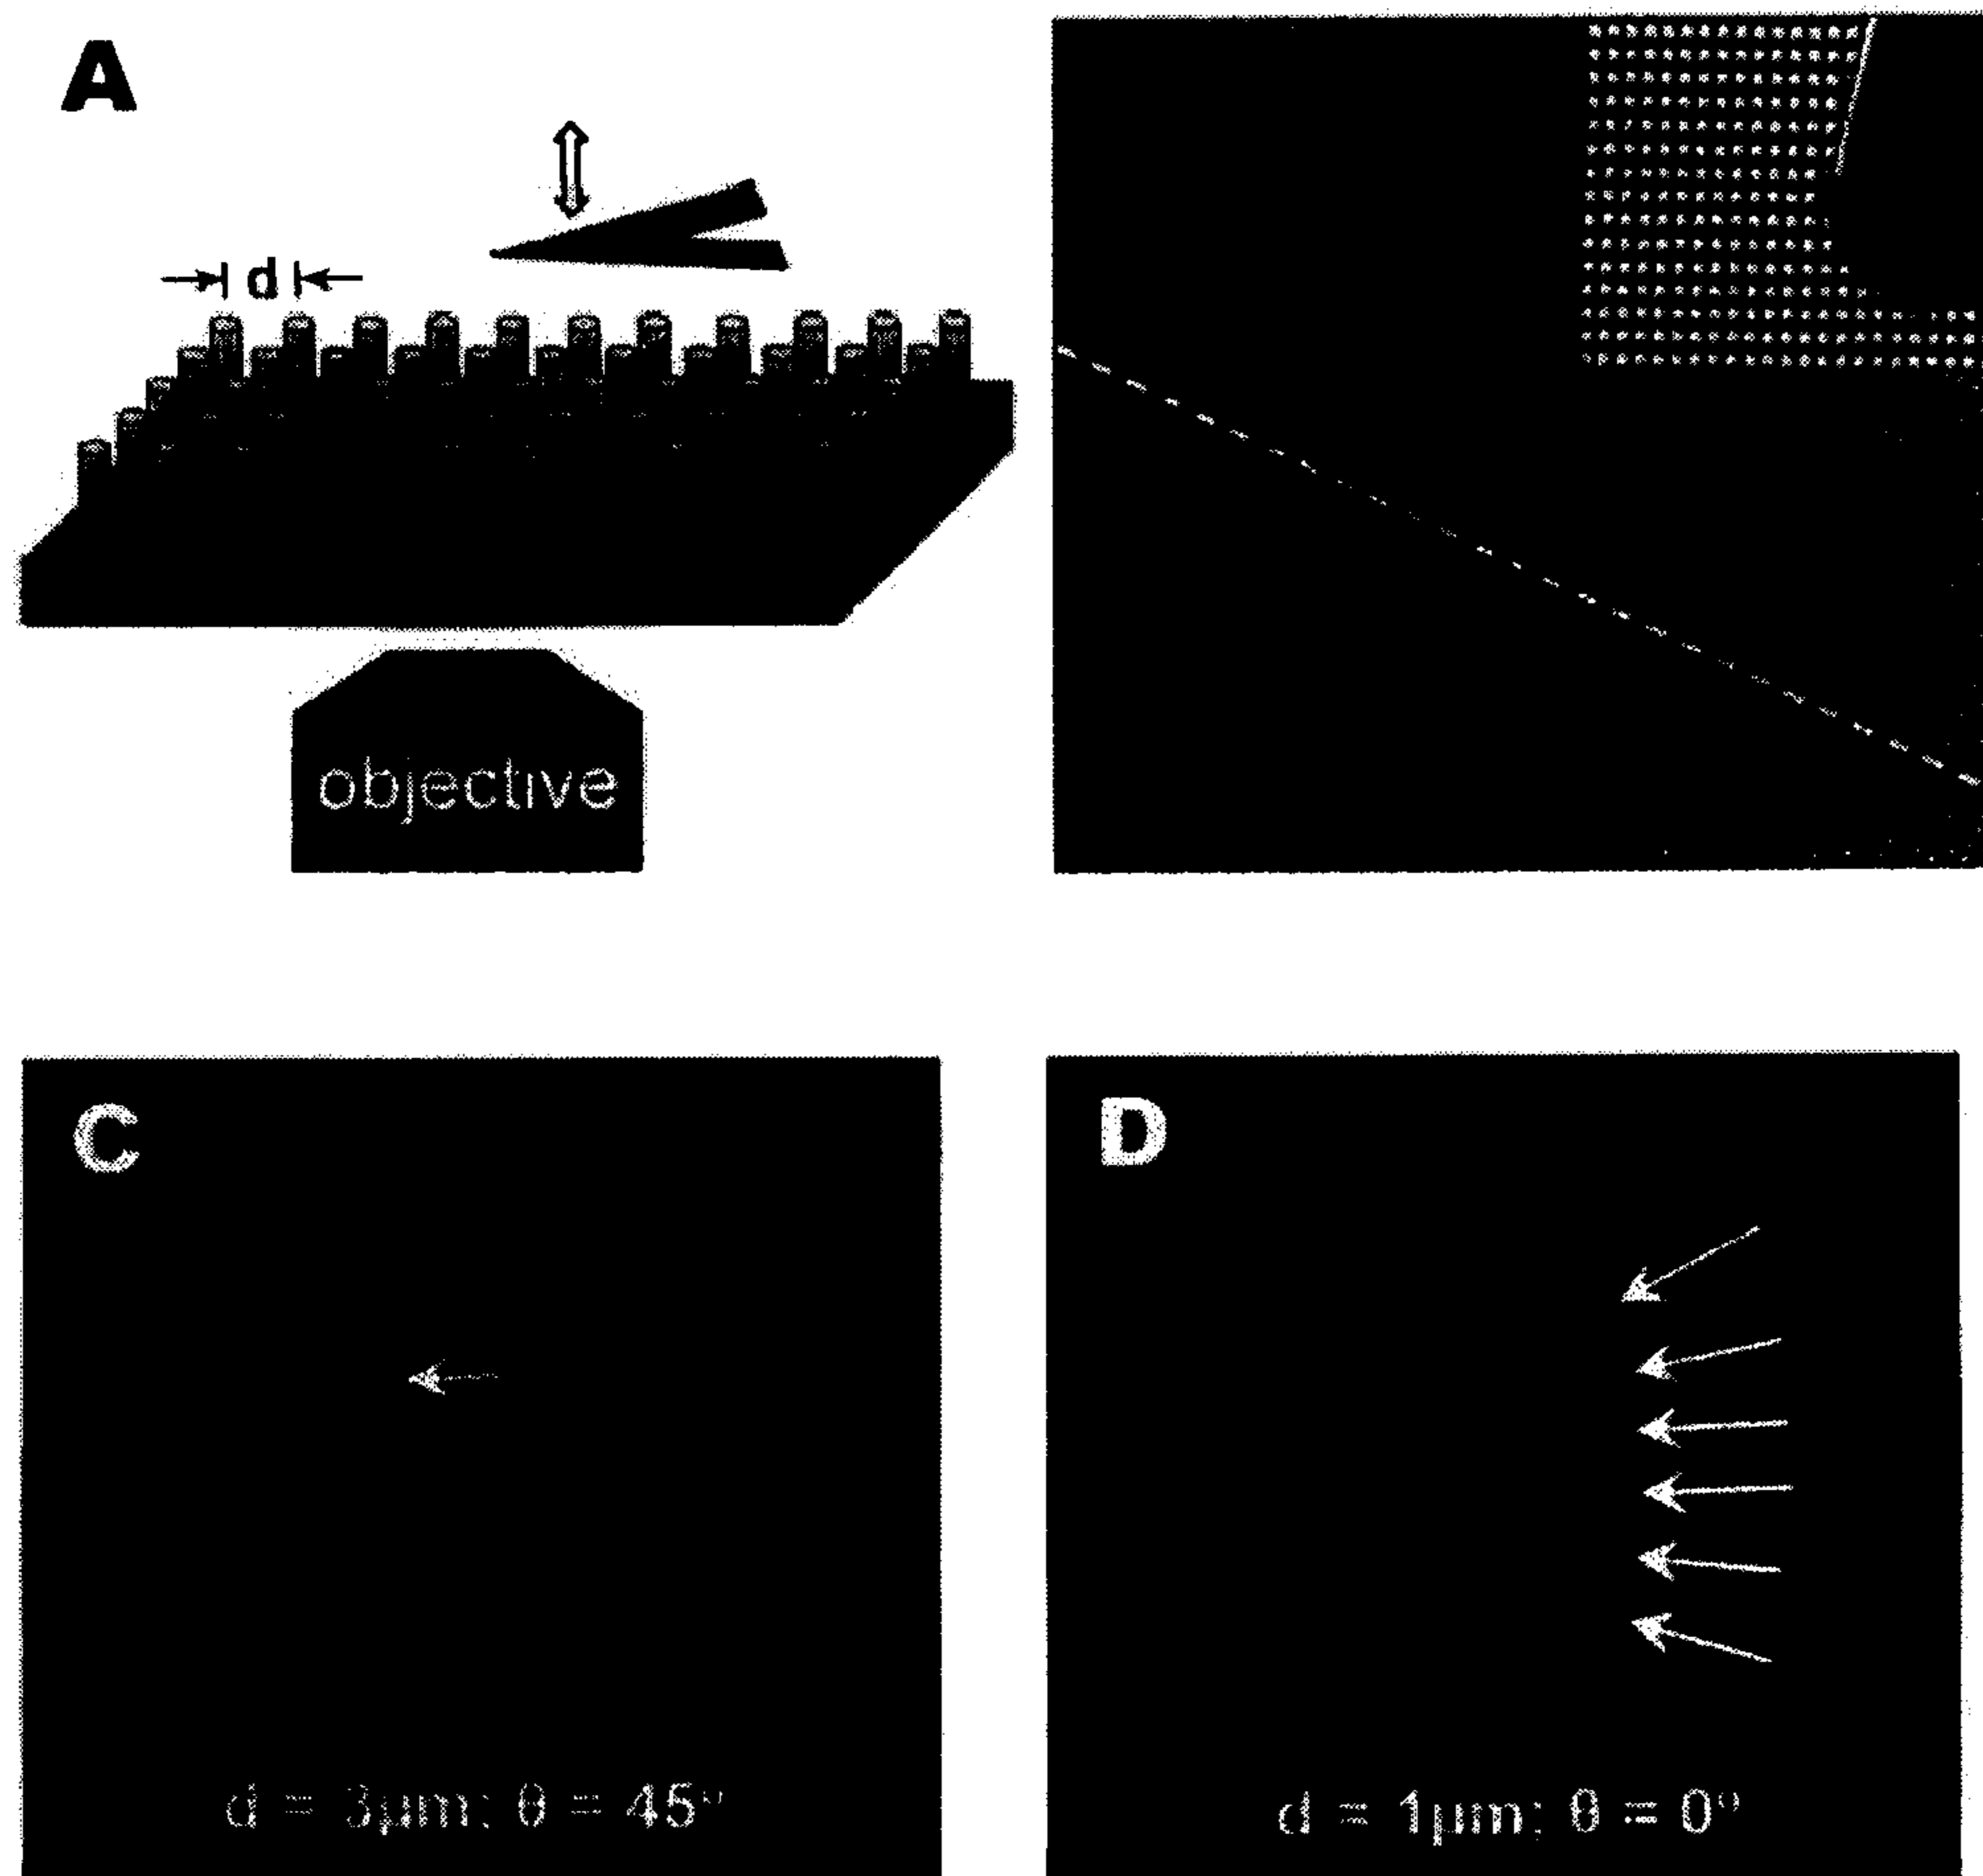 A
d
objective
C
D
d = 3µm; θ = 45°
d = 1µm; θ = 0°